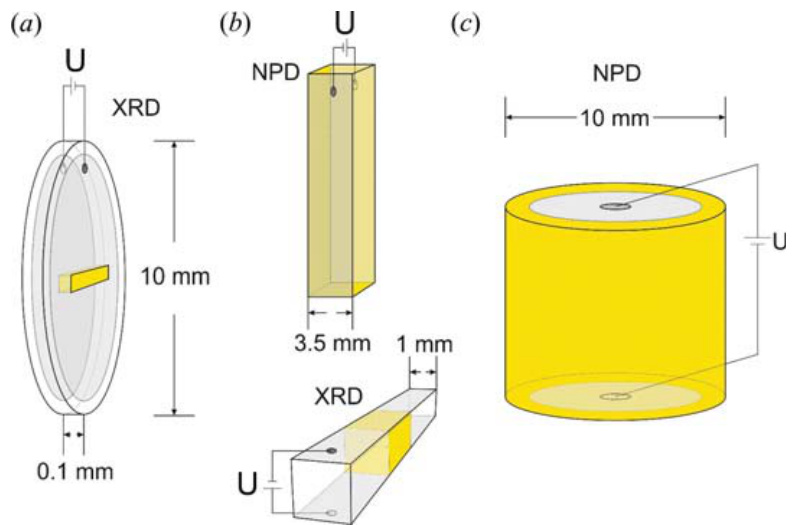 (a)
U
XRD
10 mm
0.1 mm
(b)
U
NPD
3.5 mm
1 mm
XRD
U
(c)
NPD
10 mm
U